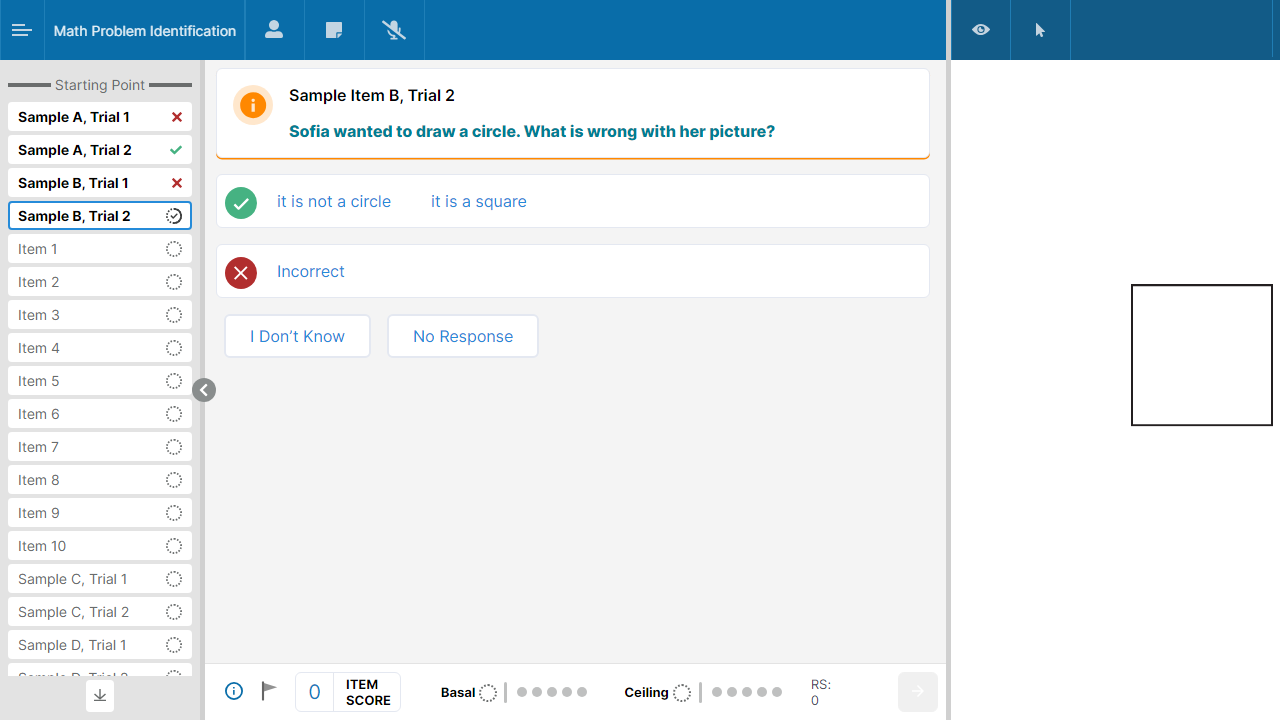 Math Problem Identification
Starting Point
Sample A, Trial 1
Sample A, Trial 2
Sample B, Trial 1
Sample B, Trial 2
Item 1
Item 2
Item 3
Item 4
Item 5
Item 6
Item 7
Item 8
Item 9
Item 10
Sample C, Trial 1
Sample C, Trial 2
Sample D, Trial 1
Sample Item B, Trial 2
Sofia wanted to draw a circle. What is wrong with her picture?
it is not a circle it is a square
Incorrect
I Don’t Know No Response
0 ITEM SCORE
Basal Ceiling
RS:
0